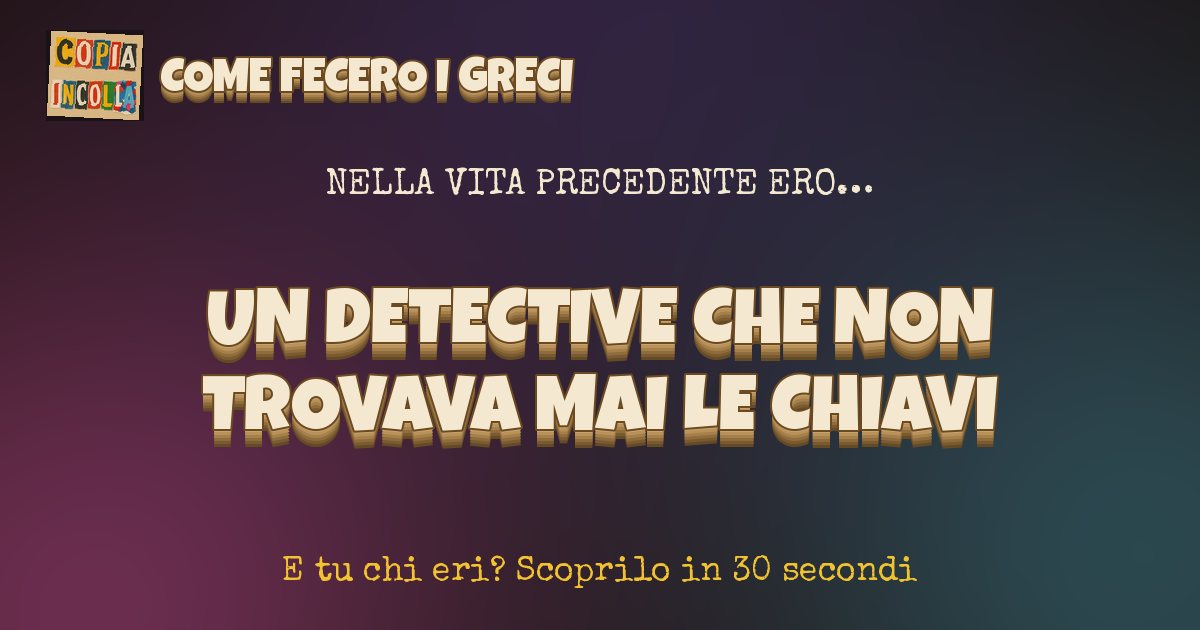 COPIA
INCOLLA
COME FECERO I GRECI
NELLA VITA PRECEDENTE ERO...
UN DETECTIVE CHE NON
TROVAVA MAI LE CHIAVI
E tu chi eri? Scoprilo in 30 secondi